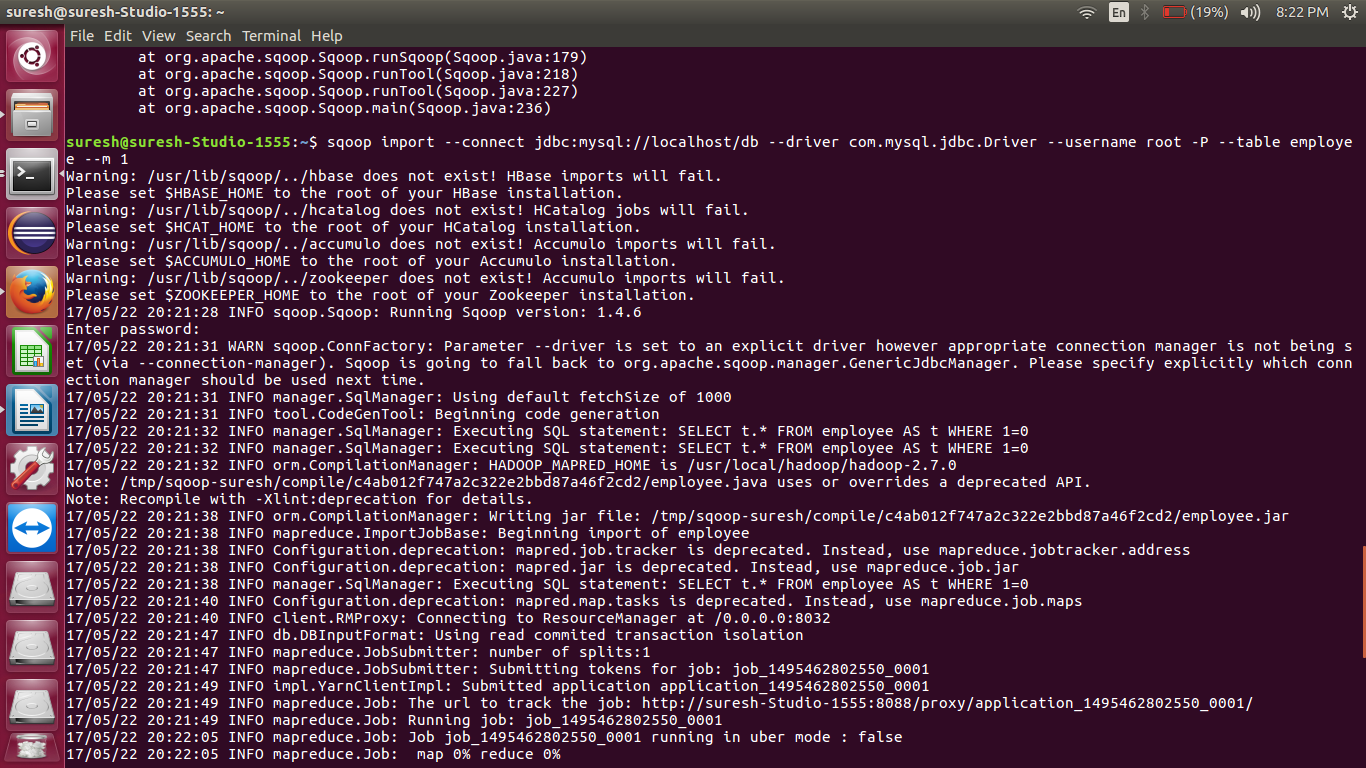 suresh@suresh-Studio-1555: ~
En
(19%)
8:22 PM
File Edit View Search Terminal Help
at org.apache.sqoop.Sqoop.runSqoop(Sqoop.java:179)
at org.apache.sqoop.Sqoop.runTool(Sqoop.java:218)
at org.apache.sqoop.Sqoop.runTool(Sqoop.java:227)
at org.apache.sqoop.Sqoop.main(Sqoop.java:236)
suresh@suresh-Studio-1555:~$ sqoop import --connect jdbc:mysql://localhost/db --driver com.mysql.jdbc.Driver --username root -P --table employe
e --m 1
Warning: /usr/lib/sqoop/../hbase does not exist! HBase imports will fail.
Please set $HBASE_HOME to the root of your HBase installation.
Warning: /usr/lib/sqoop/../hcatalog does not exist! HCatalog jobs will fail.
Please set $HCAT_HOME to the root of your HCatalog installation.
Warning: /usr/lib/sqoop/../accumulo does not exist! Accumulo imports will fail.
Please set $ACCUMULO_HOME to the root of your Accumulo installation.
Warning: /usr/lib/sqoop/../zookeeper does not exist! Accumulo imports will fail.
Please set $ZOOKEEPER_HOME to the root of your Zookeeper installation.
17/05/22 20:21:28 INFO sqoop.Sqoop: Running Sqoop version: 1.4.6
Enter password:
17/05/22 20:21:31 WARN sqoop.ConnFactory: Parameter --driver is set to an explicit driver however appropriate connection manager is not being s
et (via --connection-manager). Sqoop is going to fall back to org.apache.sqoop.manager.GenericJdbcManager. Please specify explicitly which conn
ection manager should be used next time.
17/05/22 20:21:31 INFO manager.SqlManager: Using default fetchSize of 1000
17/05/22 20:21:31 INFO tool.CodeGenTool: Beginning code generation
17/05/22 20:21:32 INFO manager.SqlManager: Executing SQL statement: SELECT t.* FROM employee AS t WHERE 1=0
17/05/22 20:21:32 INFO manager.SqlManager: Executing SQL statement: SELECT t.* FROM employee AS t WHERE 1=0
17/05/22 20:21:32 INFO orm.CompilationManager: HADOOP_MAPRED_HOME is /usr/local/hadoop/hadoop-2.7.0
Note: /tmp/sqoop-suresh/compile/c4ab012f747a2c322e2bbd87a46f2cd2/employee.java uses or overrides a deprecated API.
Note: Recompile with -Xlint:deprecation for details.
17/05/22 20:21:38 INFO orm.CompilationManager: Writing jar file: /tmp/sqoop-suresh/compile/c4ab012f747a2c322e2bbd87a46f2cd2/employee.jar
17/05/22 20:21:38 INFO mapreduce.ImportJobBase: Beginning import of employee
17/05/22 20:21:38 INFO Configuration.deprecation: mapred.job.tracker is deprecated. Instead, use mapreduce.jobtracker.address
17/05/22 20:21:38 INFO Configuration.deprecation: mapred.jar is deprecated. Instead, use mapreduce.job.jar
17/05/22 20:21:38 INFO manager.SqlManager: Executing SQL statement: SELECT t.* FROM employee AS t WHERE 1=0
17/05/22 20:21:40 INFO Configuration.deprecation: mapred.map.tasks is deprecated. Instead, use mapreduce.job.maps
17/05/22 20:21:40 INFO client.RMProxy: Connecting to ResourceManager at /0.0.0.0:8032
17/05/22 20:21:47 INFO db.DBInputFormat: Using read commited transaction isolation
17/05/22 20:21:47 INFO mapreduce.JobSubmitter: number of splits:1
17/05/22 20:21:47 INFO mapreduce.JobSubmitter: Submitting tokens for job: job_1495462802550_0001
17/05/22 20:21:49 INFO impl.YarnClientImpl: Submitted application application_1495462802550_0001
17/05/22 20:21:49 INFO mapreduce.Job: The url to track the job: http://suresh-Studio-1555:8088/proxy/application_1495462802550_0001/
17/05/22 20:21:49 INFO mapreduce.Job: Running job: job_1495462802550_0001
17/05/22 20:22:05 INFO mapreduce.Job: Job job_1495462802550_0001 running in uber mode : false
17/05/22 20:22:05 INFO mapreduce.Job:  map 0% reduce 0%